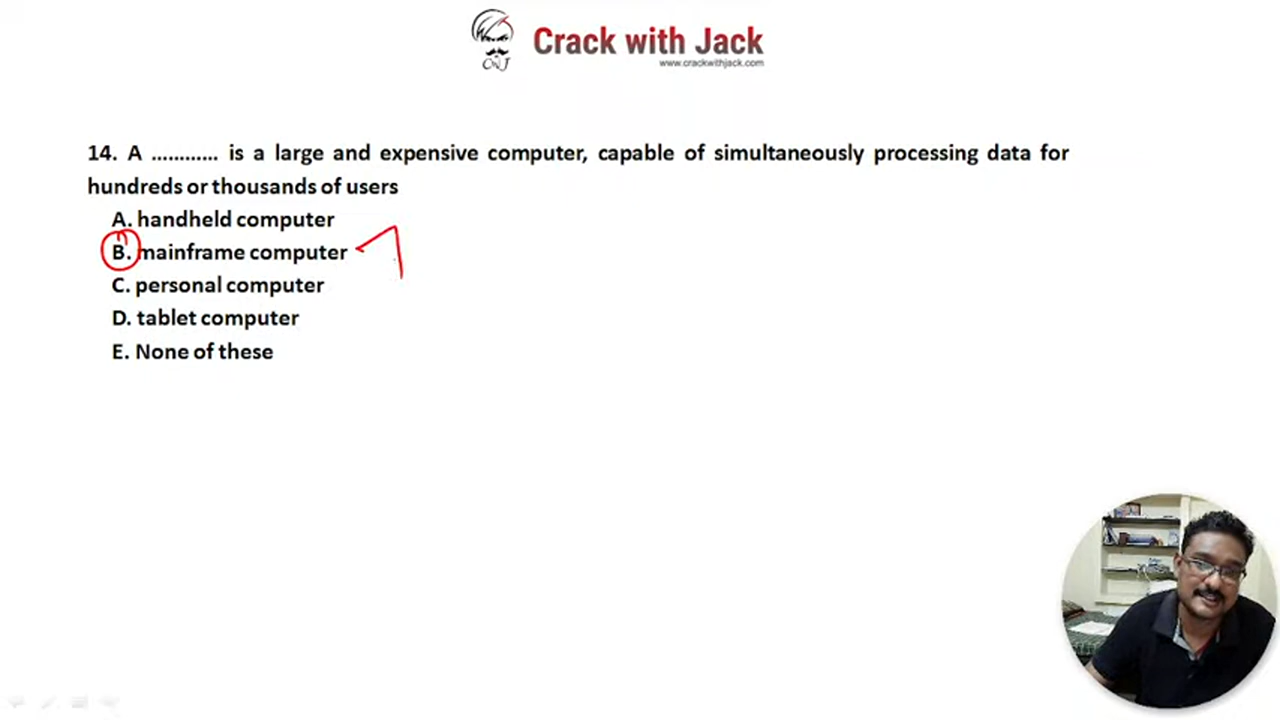 Crack with Jack
www.crackwithjack.com
14. A ............ is a large and expensive computer, capable of simultaneously processing data for
hundreds or thousands of users
A. handheld computer
B. mainframe computer
C. personal computer
D. tablet computer
E. None of these